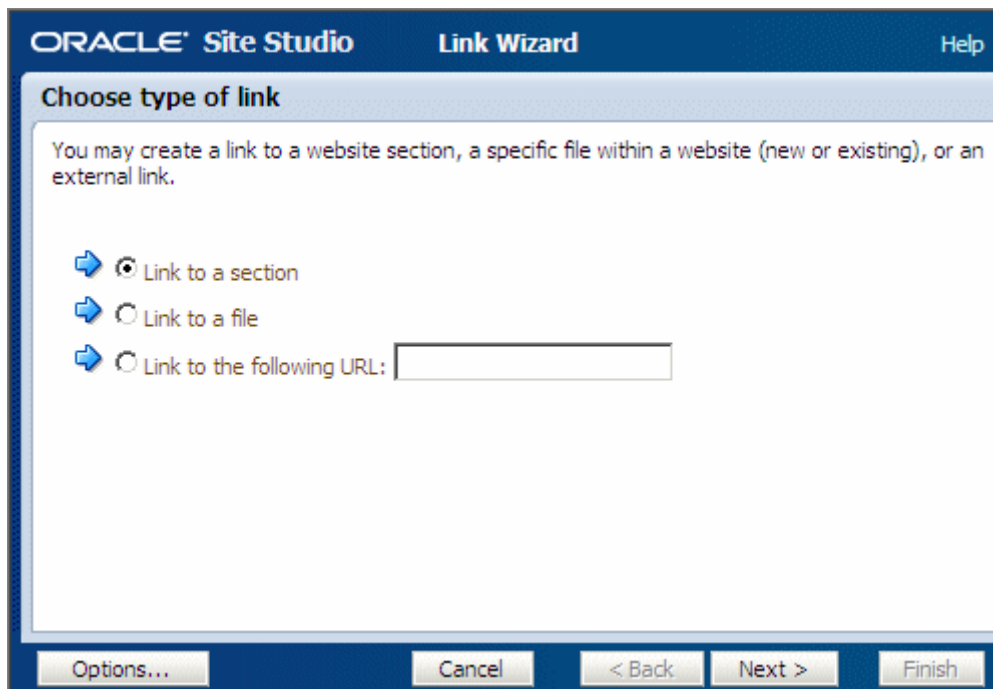 ORACLE Site Studio Link Wizard Help
Choose type of link
You may create a link to a website section, a specific file within a website (new or existing), or an
external link.
Link to a section
Link to a file
Link to the following URL:
Options... Cancel < Back Next > Finish